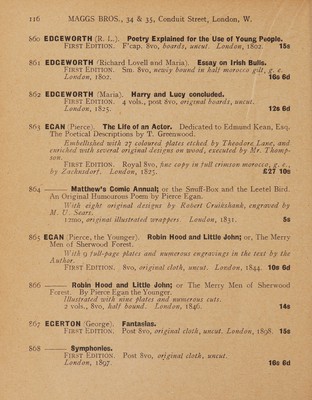 116 MAGGS BROS., 34 & 35, Conduit Street, London, W.
860 EDGEWORTH (R. L.). Poetry Explained for the Use of Young People.
FIRST EDITION. F'cap. 8vo, boards, uncut. London, 1802. 15s
861 EDGEWORTH (Richard Lovell and Maria). Essay on Irish Bulls.
FIRST EDITION. Sm. 8vo, newly bound in half morocco gilt, g. e.
London, 1802. 16s 6d
862 EDGEWORTH (Maria). Harry and Lucy concluded.
FIRST EDITION. 4 vols., post 8vo, original boards, uncut.
London, 1825. 12s 6d
863 EGAN (Pierce). The Life of an Actor. Dedicated to Edmund Kean, Esq.
The Poetical Descriptions by T. Greenwood.
Embellished with 27 coloured plates etched by Theodore Lane, and
enriched with several original designs on wood, executed by Mr. Thomp-
son.
FIRST EDITION. Royal 8vo, fine copy in full crimson morocco, g. e.,
by Zaehnsdorf. London, 1825. £27 10s
864 —— Matthew's Comic Annual; or the Snuff-Box and the Leetel Bird.
An Original Humourous Poem by Pierce Egan.
With eight original designs by Robert Cruikshank, engraved by
M. U. Sears.
12mo, original illustrated wrappers. London, 1831. 5s
865 EGAN (Pierce, the Younger). Robin Hood and Little John; or, The Merry
Men of Sherwood Forest.
With 9 full-page plates and numerous engravings in the text by the
Author.
FIRST EDITION. 8vo, original cloth, uncut. London, 1844. 10s 6d
866 —— Robin Hood and Little John; or The Merry Men of Sherwood
Forest. By Pierce Egan the Younger.
Illustrated with nine plates and numerous cuts.
2 vols., 8vo, half bound. London, 1846. 14s
867 EGERTON (George). Fantasias.
FIRST EDITION. Post 8vo, original cloth, uncut. London, 1898. 15s
868 —— Symphonies.
FIRST EDITION. Post 8vo, original cloth, uncut.
London, 1897. 16s 6d